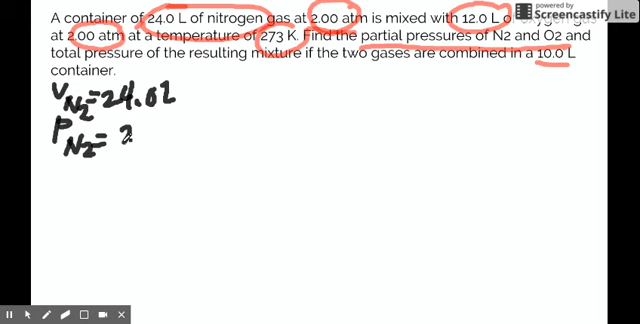 A container of 24.0 L of nitrogen gas at 2.00 atm is mixed with 12.0 L o
at 2.00 atm at a temperature of 273 K. Find the partial pressures of N2 and O2 and
total pressure of the resulting mixture if the two gases are combined in a 10.0 L
container.
powered by
Screencastify Lite
V N2 = 24.0L
P N2 = 2